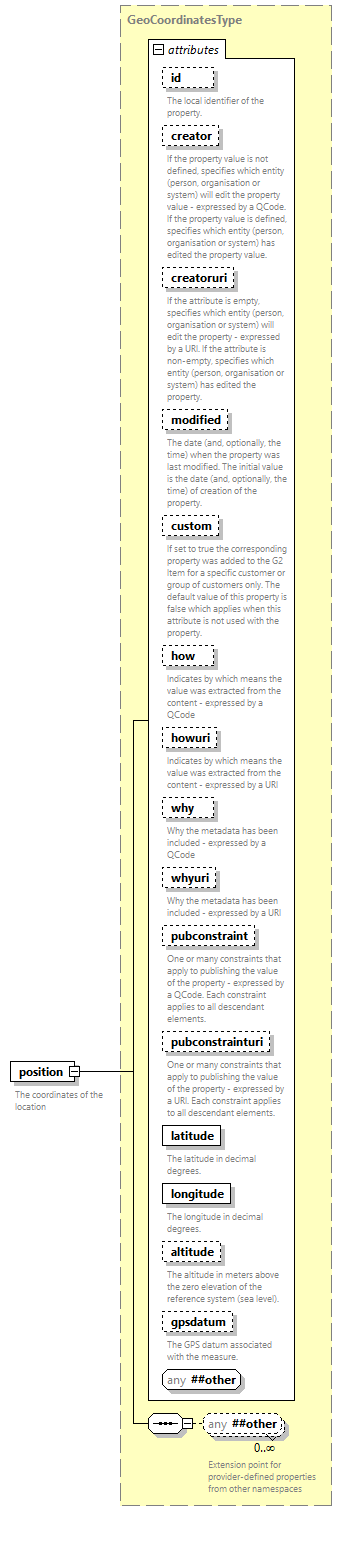 GeoCoordinatesType
attributes
id
The local identifier of the
property.
creator
If the property value is not
defined, specifies which entity
(person, organisation or
system) will edit the property
value - expressed by a QCode.
If the property value is defined,
specifies which entity (person,
organisation or system) has
edited the property value.
creatoruri
If the attribute is empty,
specifies which entity (person,
organisation or system) will
edit the property - expressed
by a URI. If the attribute is
non-empty, specifies which
entity (person, organisation or
system) has edited the
property.
modified
The date (and, optionally, the
time) when the property was
last modified. The initial value
is the date (and, optionally, the
time) of creation of the
property.
custom
If set to true the corresponding
property was added to the G2
Item for a specific customer or
group of customers only. The
default value of this property is
false which applies when this
attribute is not used with the
property.
how
Indicates by which means the
value was extracted from the
content - expressed by a
QCode
howuri
Indicates by which means the
value was extracted from the
content - expressed by a URI
why
Why the metadata has been
included - expressed by a
QCode
whyuri
Why the metadata has been
included - expressed by a URI
pubconstraint
One or many constraints that
apply to publishing the value
of the property - expressed by
a QCode. Each constraint
applies to all descendant
elements.
pubconstrainturi
One or many constraints that
apply to publishing the value
of the property - expressed by
a URI. Each constraint applies
to all descendant elements.
position
The coordinates of the
location
latitude
The latitude in decimal
degrees.
longitude
The longitude in decimal
degrees.
altitude
The altitude in meters above
the zero elevation of the
reference system (sea level).
gpsdatum
The GPS datum associated
with the measure.
any ##other
any ##other
0..∞
Extension point for
provider-defined properties
from other namespaces